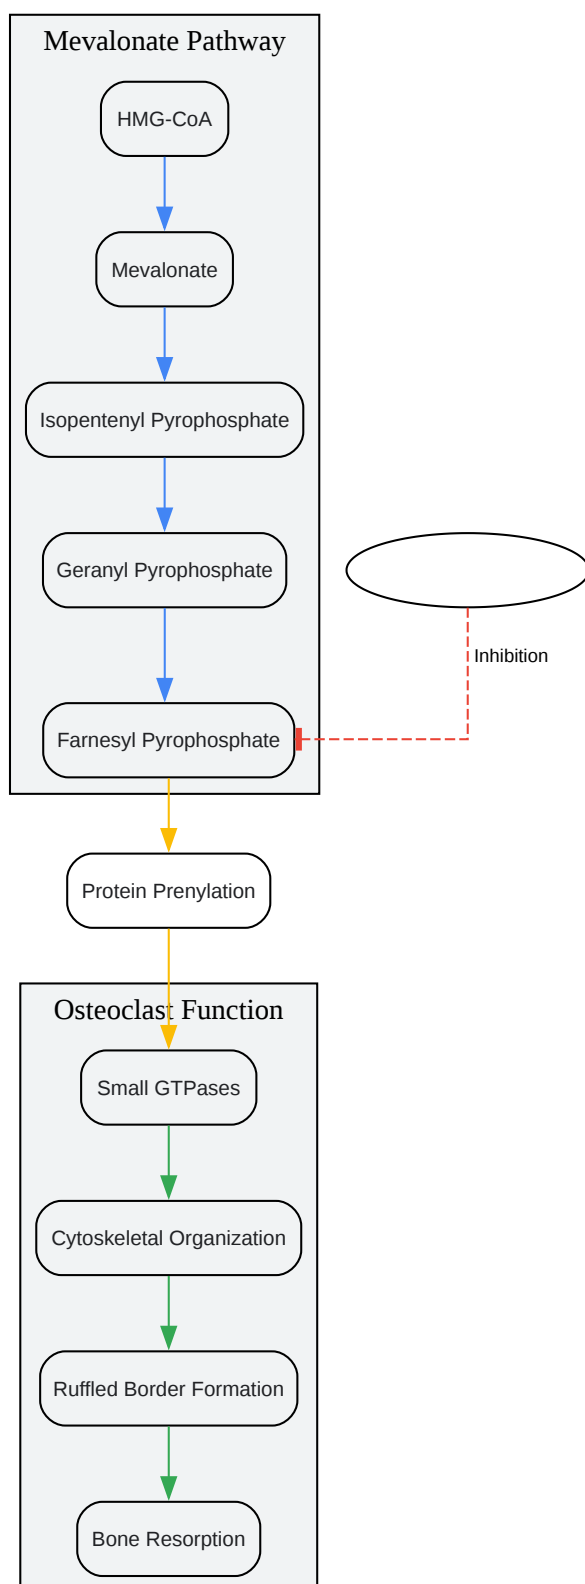 Mevalonate Pathway
HMG-CoA
Mevalonate
Isopentenyl Pyrophosphate
Geranyl Pyrophosphate
Inhibition
Farnesyl Pyrophosphate
Protein Prenylation
Osteoclast Function
Small GTPases
Cytoskeletal Organization
Ruffled Border Formation
Bone Resorption